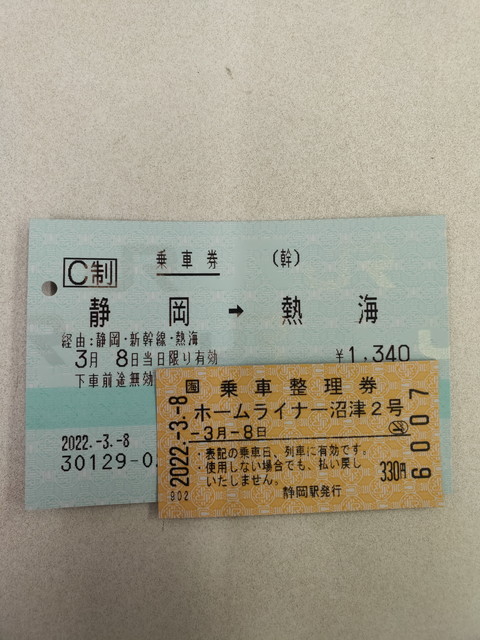 C制 乗車券 (幹)
静岡 → 熱海
経由:静岡・新幹線・熱海
3月 8日当日限り有効 ¥1,340
下車前途無効
2022.-3.-8
30129-0
乗車整理券
ホームライナー沼津2号
-3月-8日
・表記の乗車日、列車に有効です。
・使用しない場合でも、払い戻し
いたしません。
330円
静岡駅発行
2022.-3.-8
902
6007